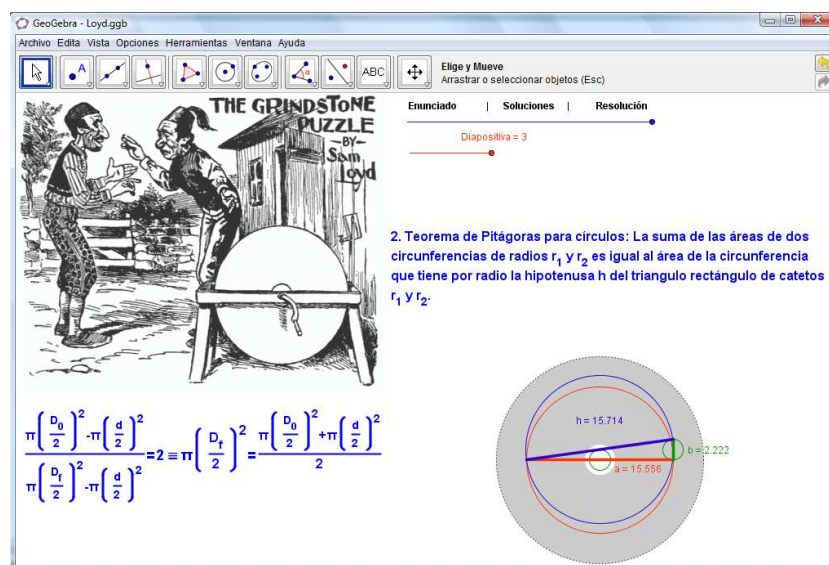 GeoGebra - Loyd.ggb
Archivo Edita Vista Opciones Herramientas Ventana Ayuda
A
α
ABC
Elige y Mueve
Arrastrar o seleccionar objetos (Esc)
THE GRINDSTONE
PUZZLE
-BY-
Sam
Loyd
Enunciado | Soluciones | Resolución
Diapositiva = 3
2. Teorema de Pitágoras para círculos: La suma de las áreas de dos
circunferencias de radios r₁ y r₂ es igual al área de la circunferencia
que tiene por radio la hipotenusa h del triangulo rectángulo de catetos
r₁ y r₂.
(π(D₀/2)²-π(d/2)²)/(π(D_f/2)²-π(d/2)²)=2≡π(D_f/2)²=(π(D₀/2)²+π(d/2)²)/2
h = 15.714
b = 2.222
a = 15.556